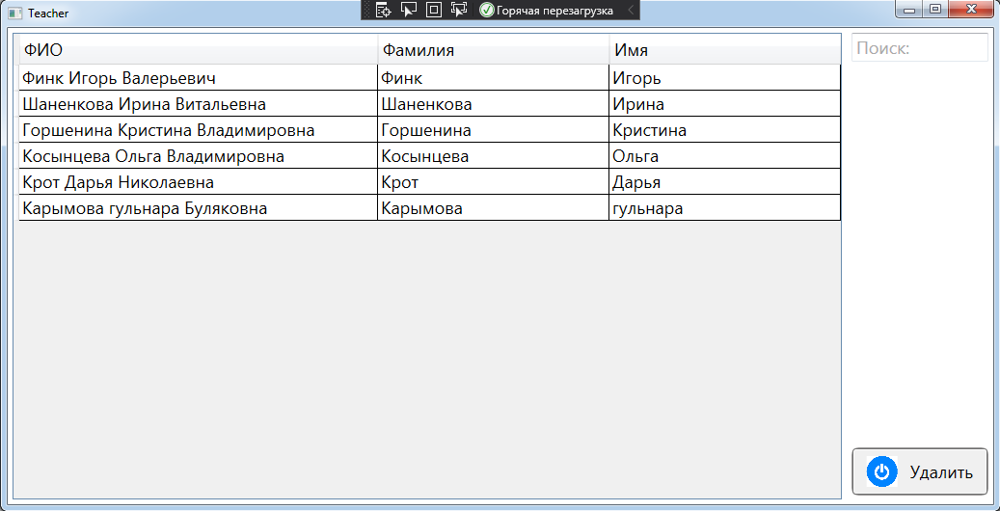 Teacher
Горячая перезагрузка
ФИО Фамилия Имя
Финк Игорь Валерьевич Финк Игорь
Шаненкова Ирина Витальевна Шаненкова Ирина
Горшенина Кристина Владимировна Горшенина Кристина
Косынцева Ольга Владимировна Косынцева Ольга
Крот Дарья Николаевна Крот Дарья
Карымова гульнара Буляковна Карымова гульнара
Поиск:
Удалить